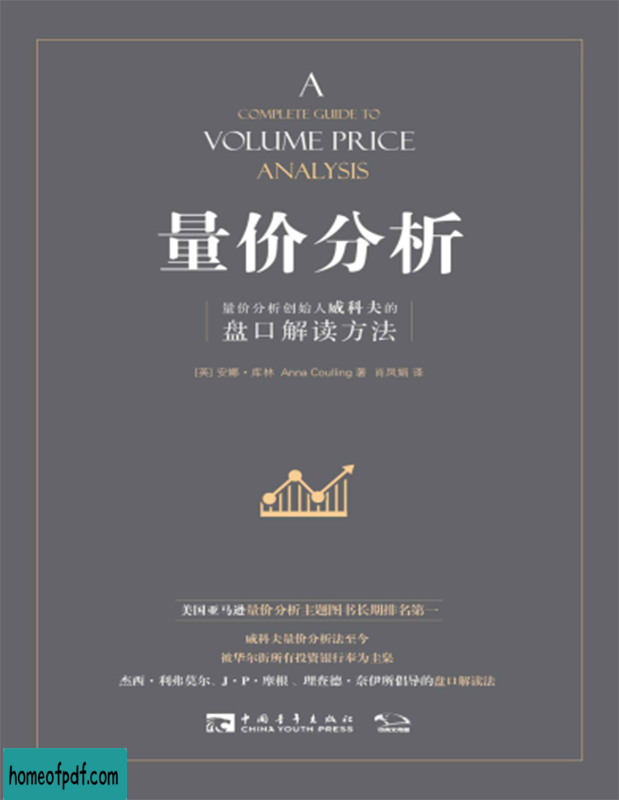 A
COMPLETE GUIDE TO
VOLUME PRICE
ANALYSIS
量价分析
量价分析创始人威科夫的
盘口解读方法
[英] 安娜·库林 Anna Coulling 著 肖凤娟 译
美国亚马逊量价分析主题图书长期排名第一
威科夫量价分析法至今
被华尔街所有投资银行奉为圭臬
杰西·利弗莫尔、J·P·摩根、理查德·奈伊所倡导的盘口解读法
中国青年出版社
CHINA YOUTH PRESS
homeofpdf.com